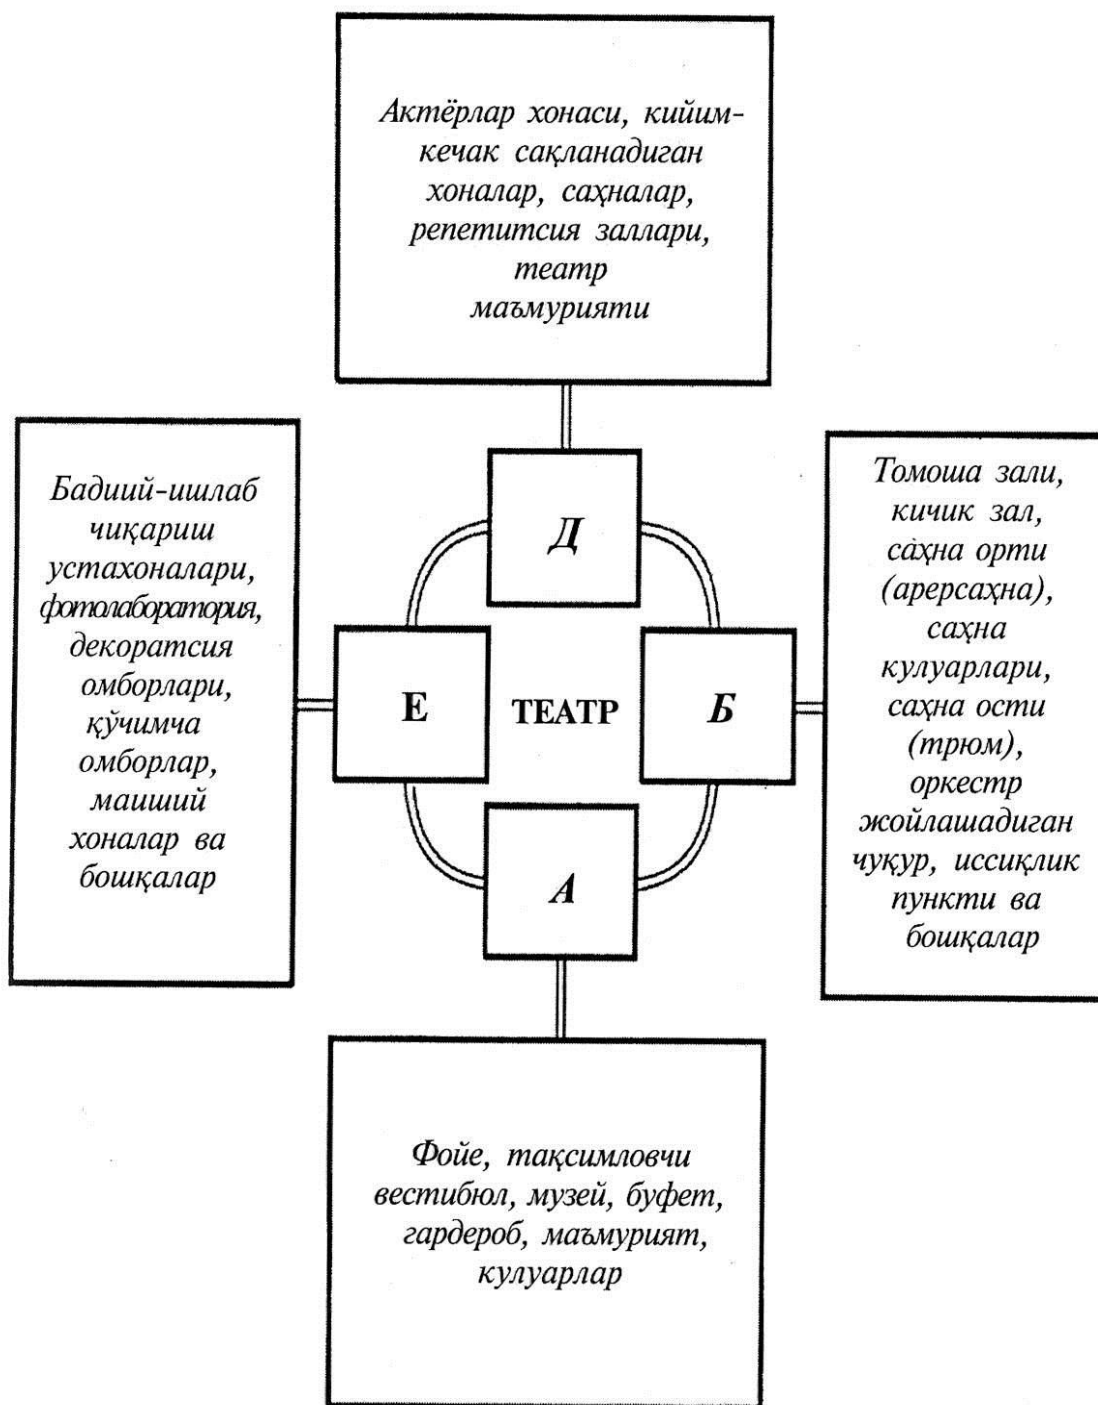 Актёрлар хонаси, кийим-
кечак сақланадиган
хоналар, саҳналар,
репетитсия заллари,
театр
маъмурияти
Бадиий-ишлаб
чиқариш
устахоналари,
фотолаборатория,
декоратсия
омборлари,
қўчимча
омборлар,
маиший
хоналар ва
бошқалар
Д
Е
ТЕАТР
Б
А
Томоша зали,
кичик зал,
саҳна орти
(арерсаҳна),
саҳна
кулуарлари,
саҳна ости
(трюм),
оркестр
жойлашадиган
чуқур, иссиқлик
пункти ва
бошқалар
Фойе, тақсимловчи
вестибюл, музей, буфет,
гардероб, маъмурият,
кулуарлар